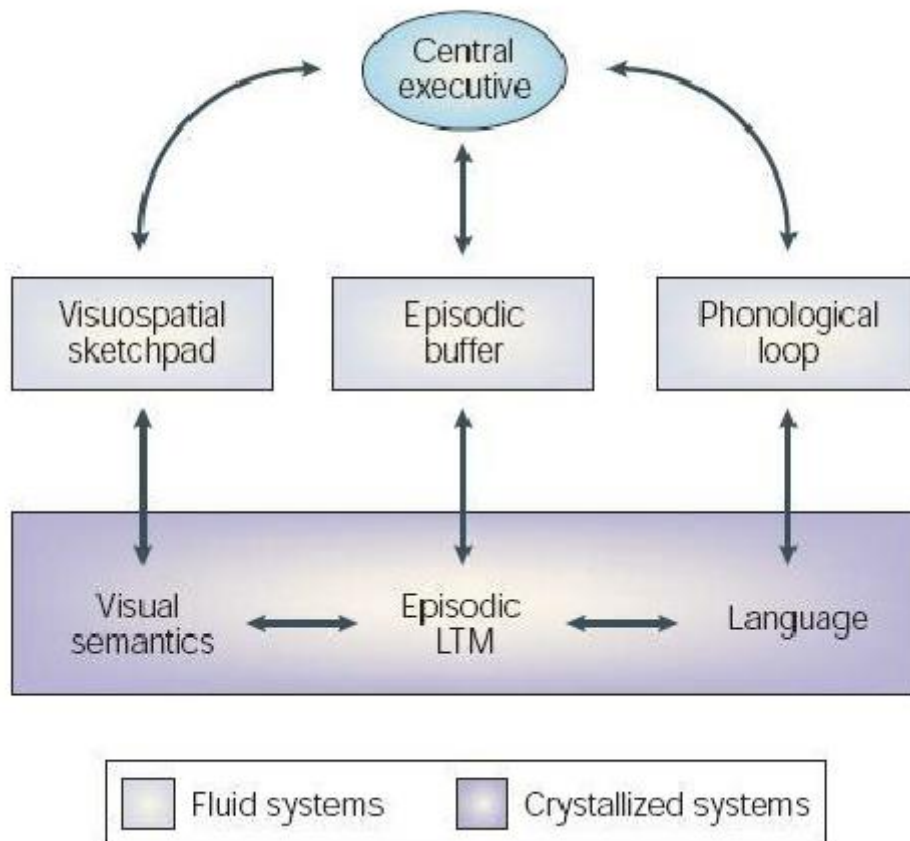 Central
executive
Visuospatial
sketchpad
Episodic
buffer
Phonological
loop
Visual
semantics
Episodic
LTM
Language
Fluid systems
Crystallized systems